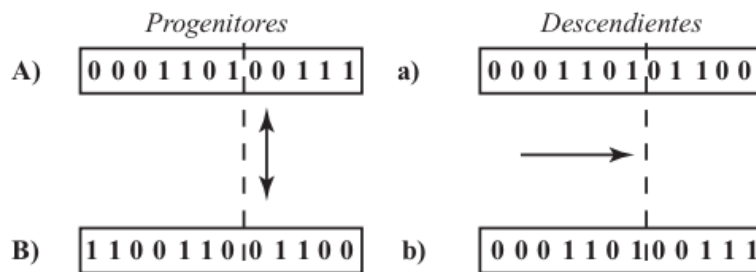 Progenitores Descendientes
A) 0 0 0 1 1 0 1 0 0 1 1 1 a) 0 0 0 1 1 0 1 0 1 1 0 0
B) 1 1 0 0 1 1 0 0 1 1 0 0 b) 0 0 0 1 1 0 1 0 0 1 1 1